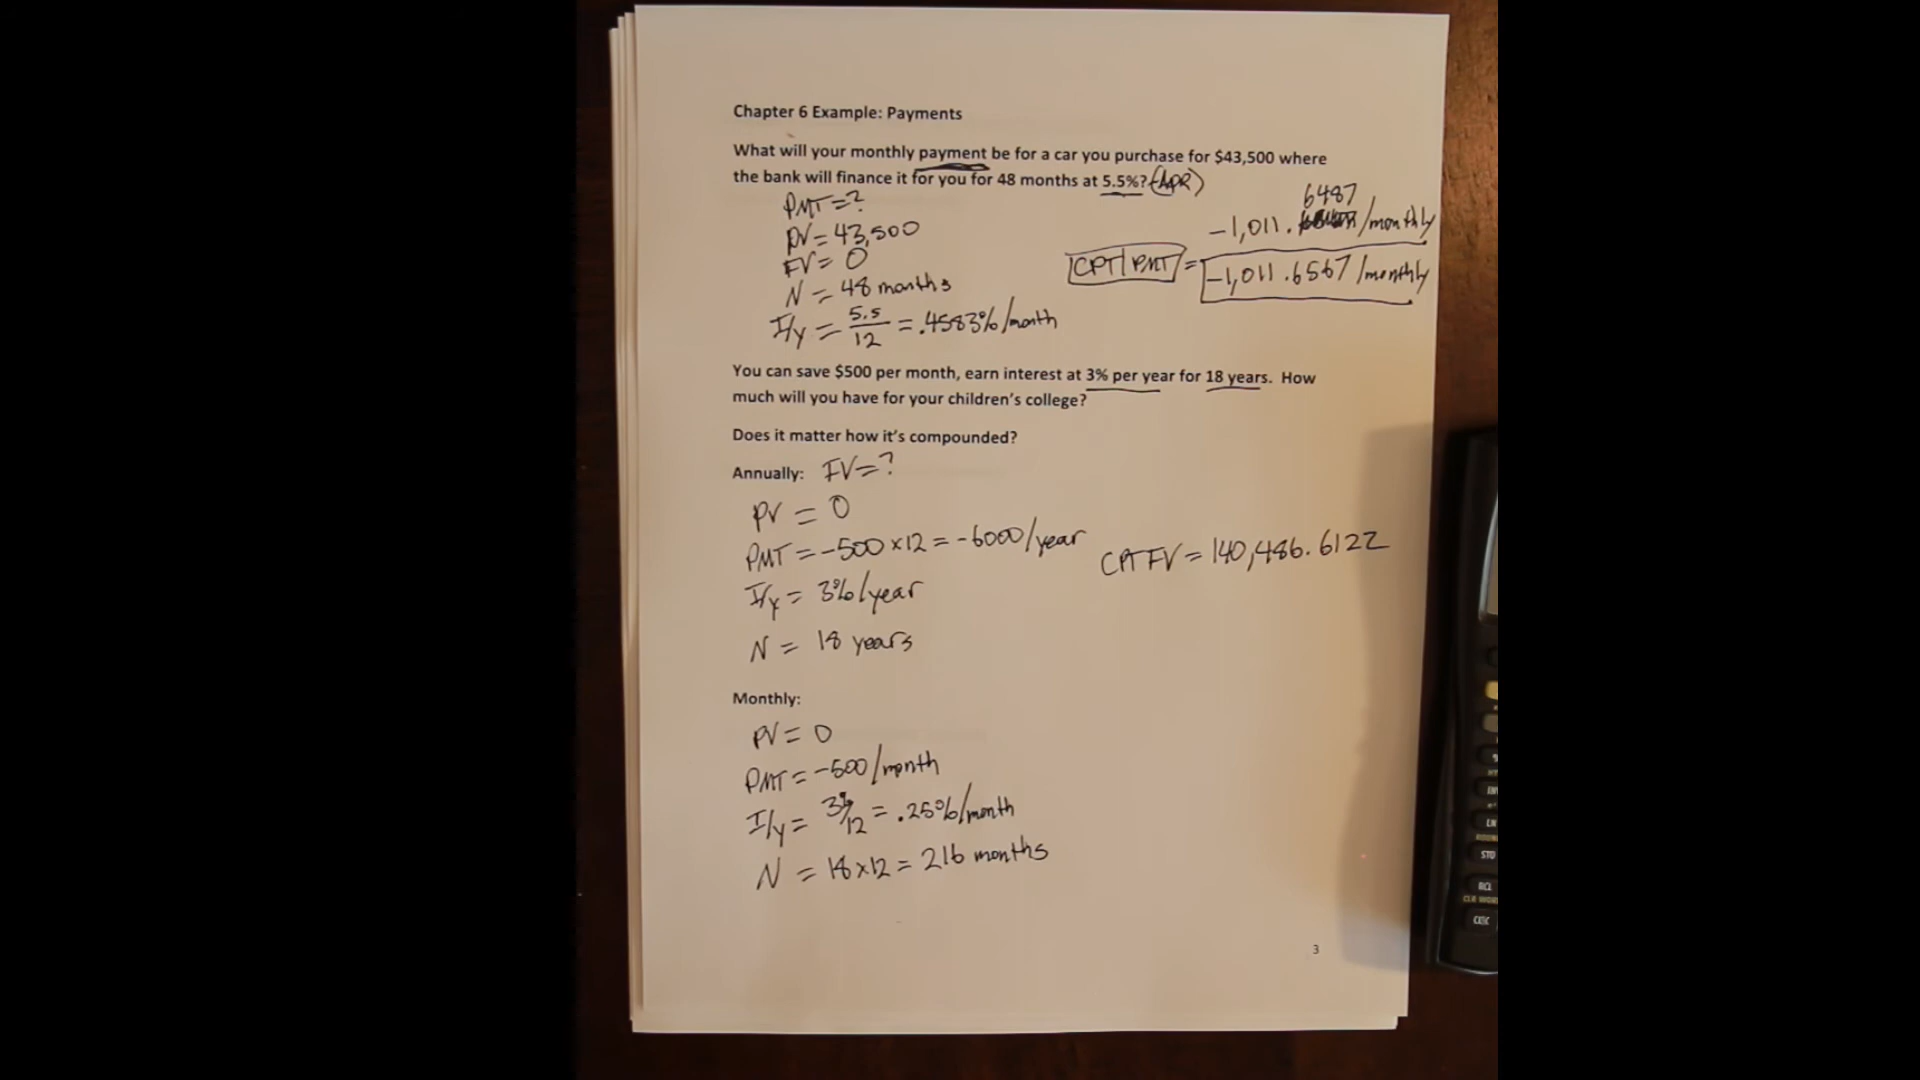 Chapter 6 Example: Payments
What will your monthly payment be for a car you purchase for $43,500 where
the bank will finance it for you for 48 months at 5.5%? (APR)
PMT = ?
PV = 43,500
FV = 0
N = 48 months
I/y = 5.5/12 = .4583%/month
6487
-1,011. /monthly
CPT PMT = -1,011.6567/monthly
You can save $500 per month, earn interest at 3% per year for 18 years. How
much will you have for your children's college?
Does it matter how it's compounded?
Annually: FV = ?
PV = 0
PMT = -500 x 12 = -6000/year
I/y = 3%/year
N = 18 years
CPT FV = 140,486.6122
Monthly:
PV = 0
PMT = -500/month
I/y = 3%/12 = .25%/month
N = 18 x 12 = 216 months
3
STO
RCL
CE|C